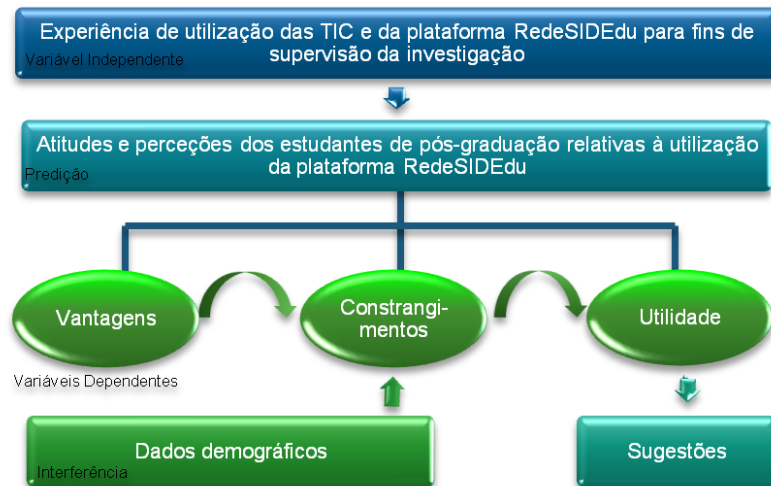 Experiência de utilização das TIC e da plataforma RedeSIDEdu para fins de
supervisão da investigação
Variável Independente
Atitudes e perceções dos estudantes de pós-graduação relativas à utilização
da plataforma RedeSIDEdu
Predição
Vantagens
Constrangi-
mentos
Utilidade
Variáveis Dependentes
Dados demográficos
Interferência
Sugestões